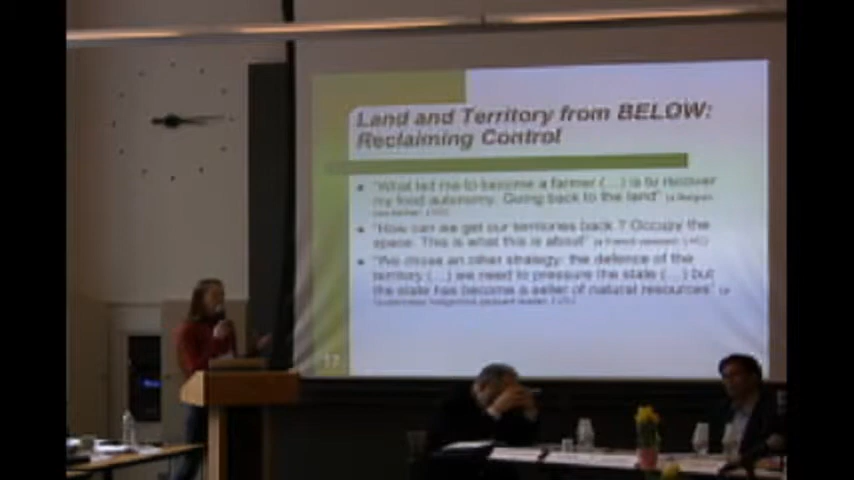 Land and Territory from BELOW:
Reclaiming Control
"What led me to become a farmer (...) is to recover
my food autonomy. Going back to the land" (a Belgian
"How can we get our territories back ? Occupy the
space. This is what this is about"
"We chose an other strategy: the defence of the
territory (...) we need to pressure the state (...) but
the state has become a seller of natural resources" (a